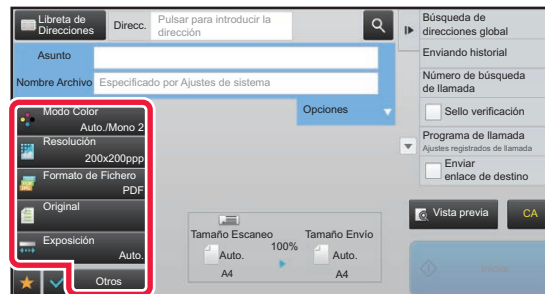 Libreta de
Direcciones
Direcc.
Pulsar para introducir la
dirección
Asunto
Nombre Archivo
Especificado por Ajustes de sistema
Opciones
Modo Color
Auto./Mono 2
Resolución
200x200ppp
Formato de Fichero
PDF
Original
Exposición
Auto.
Otros
Tamaño Escaneo
100%
Tamaño Envío
Auto.
A4
Auto.
A4
Búsqueda de
direcciones global
Enviando historial
Número de búsqueda
de llamada
Sello verificación
Programa de llamada
Ajustes registrados de llamada
Enviar
enlace de destino
Vista previa
CA
Iniciar